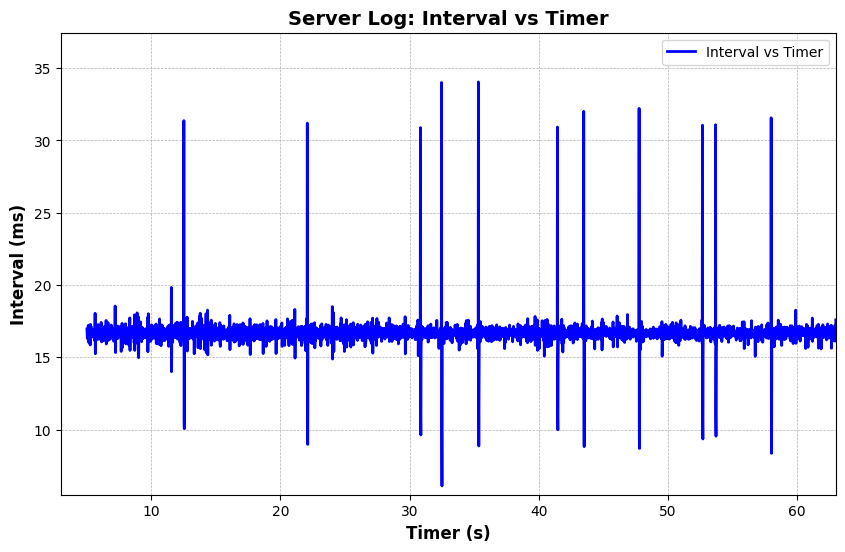 Server Log: Interval vs Timer
Interval vs Timer
Interval (ms)
35
30
25
20
15
10
10 20 30 40 50 60
Timer (s)